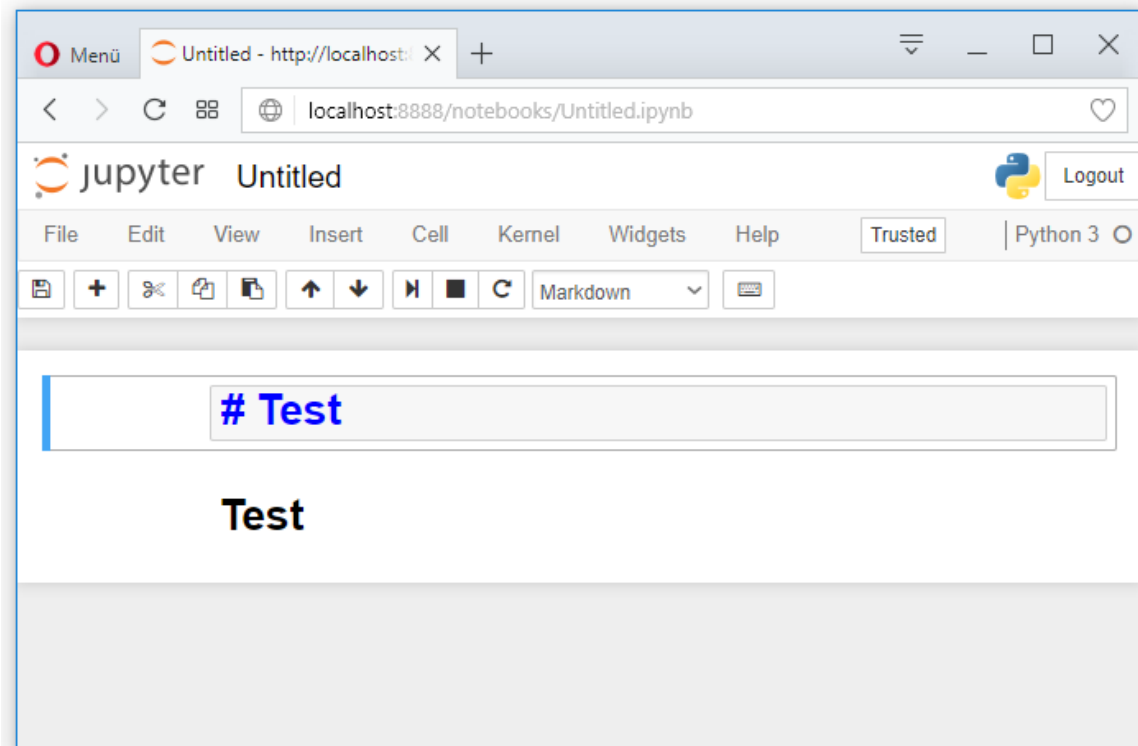 Menü Untitled - http://localhost:
localhost:8888/notebooks/Untitled.ipynb
jupyter Untitled Logout
File Edit View Insert Cell Kernel Widgets Help Trusted Python 3
Markdown
# Test
Test